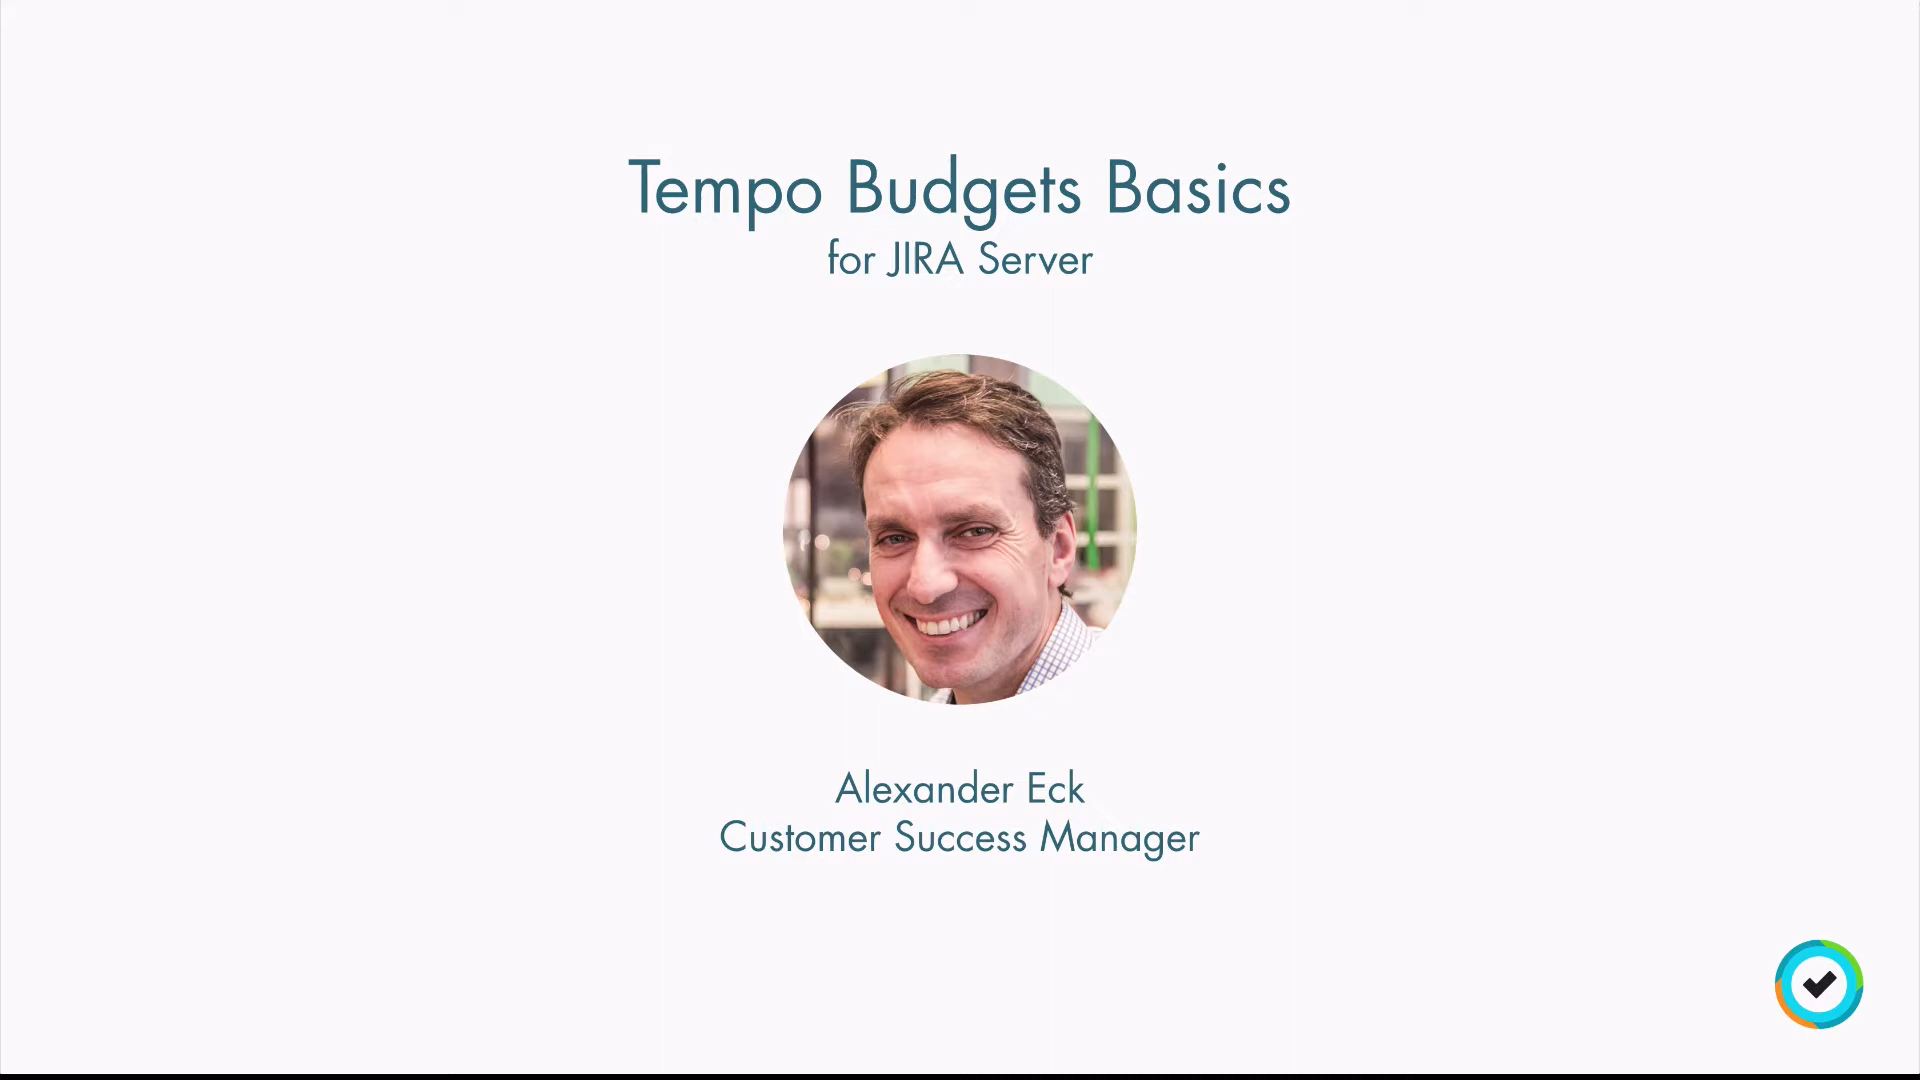 Tempo Budgets Basics
for JIRA Server
Alexander Eck
Customer Success Manager